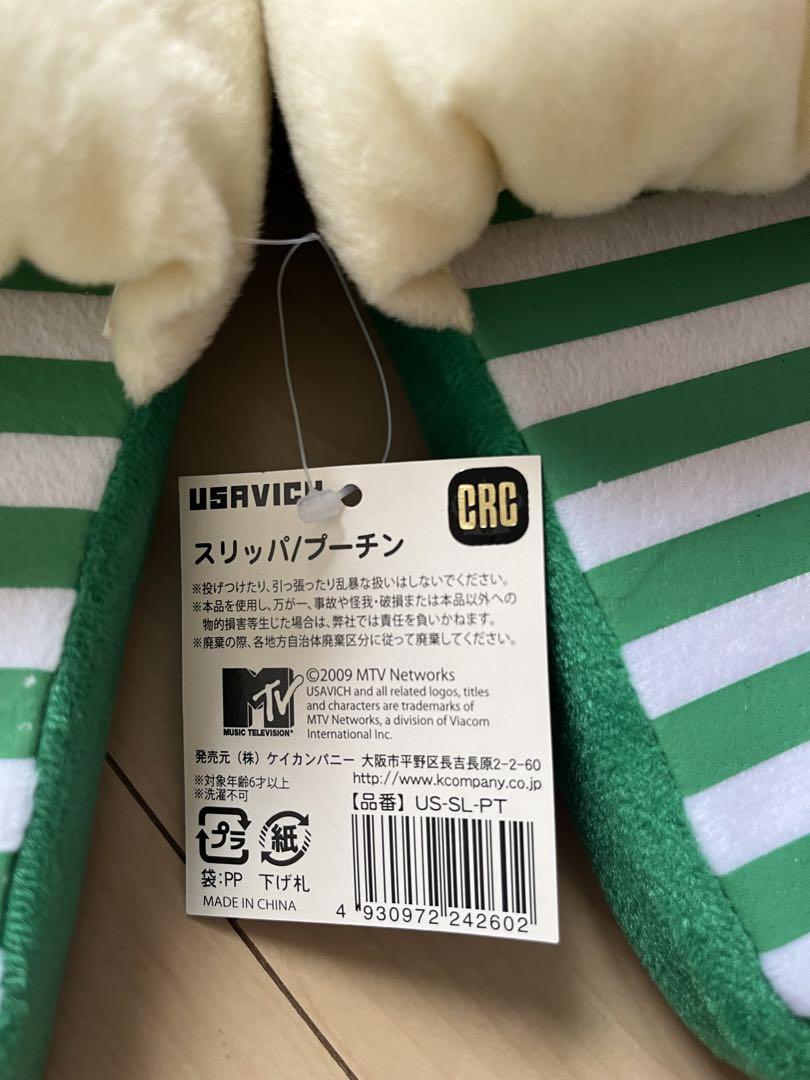 USAVICH
CRC
スリッパ/プーチン
※投げつけたり、引っ張ったり乱暴な扱いはしないでください。
※本品を使用し、万が一、事故や怪我・破損または本品以外への
物的損害等生じた場合は、弊社では責任を負いかねます。
※廃棄の際、各地方自治体廃棄区分に従って廃棄してください。
MTV
MUSIC TELEVISION
©2009 MTV Networks
USAVICH and all related logos, titles
and characters are trademarks of
MTV Networks, a division of Viacom
International Inc.
発売元(株)ケイカンパニー 大阪市平野区長吉長原2-2-60
※対象年齢6才以上
http://www.kcompany.co.jp
※洗濯不可
【品番】US-SL-PT
プラ
紙
袋:PP 下げ札
MADE IN CHINA
4 930972 242602